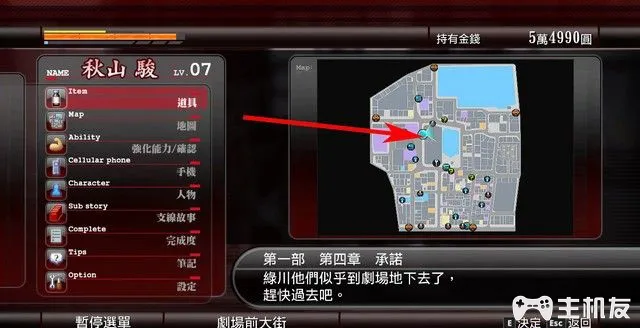 持有金錢 5萬4990圓
NAME 秋山 駿 LV.07
Map:
Item
道具
Map
地圖
Ability
強化能力/確認
Cellular phone
手機
Character
人物
Sub story
支線故事
Complete
完成度
Tips
筆記
Option
設定
第一部 第四章 承諾
綠川他們似乎到劇場地下去了，
趕快過去吧。
暫停選單 劇場前大街
E 決定 Esc 返回
主机友